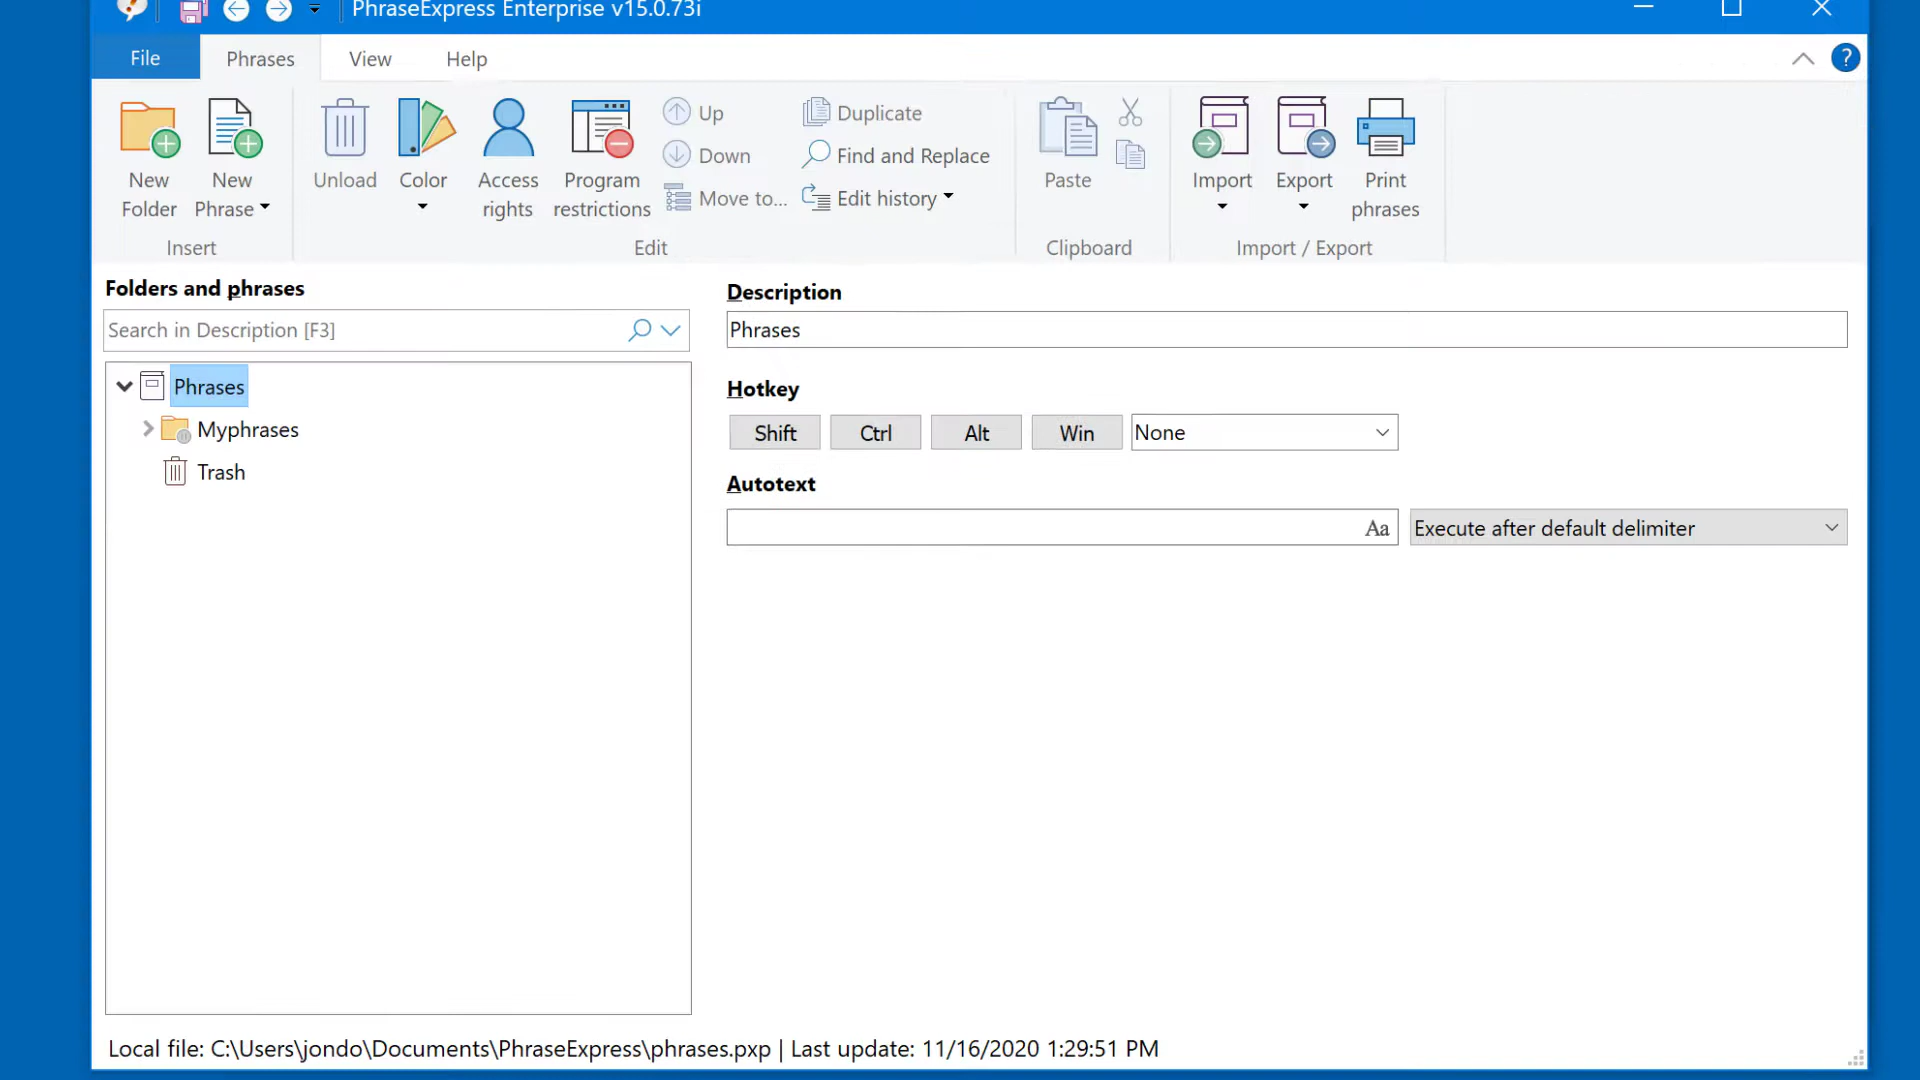 PhraseExpress Enterprise v15.0.73i
File
Phrases
View
Help
?
New
Folder
New
Phrase
Insert
Unload
Color
Access
rights
Program
restrictions
Up
Down
Move to...
Duplicate
Find and Replace
Edit history
Edit
Paste
Clipboard
Import
Export
Print
phrases
Import / Export
Folders and phrases
Search in Description [F3]
Phrases
Myphrases
Trash
Description
Phrases
Hotkey
Shift
Ctrl
Alt
Win
None
Autotext
Aa
Execute after default delimiter
Local file: C:\Users\jondo\Documents\PhraseExpress\phrases.pxp | Last update: 11/16/2020 1:29:51 PM